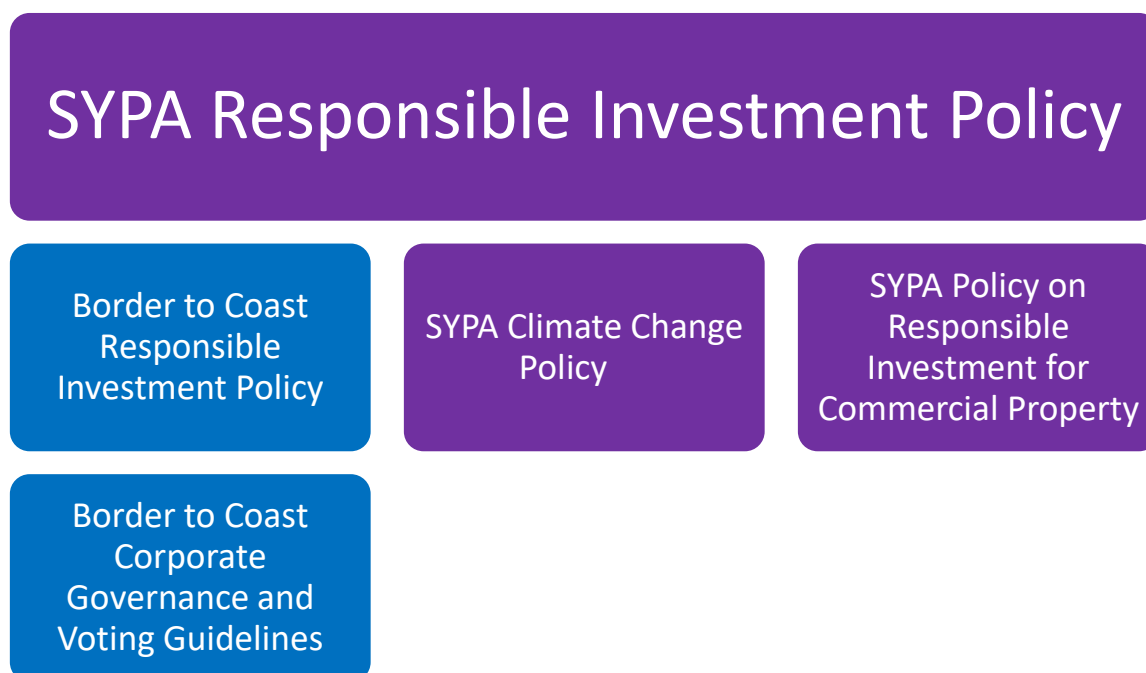 SYPA Responsible Investment Policy
Border to Coast
Responsible
Investment Policy
SYPA Climate Change
Policy
SYPA Policy on
Responsible
Investment for
Commercial Property
Border to Coast
Corporate
Governance and
Voting Guidelines